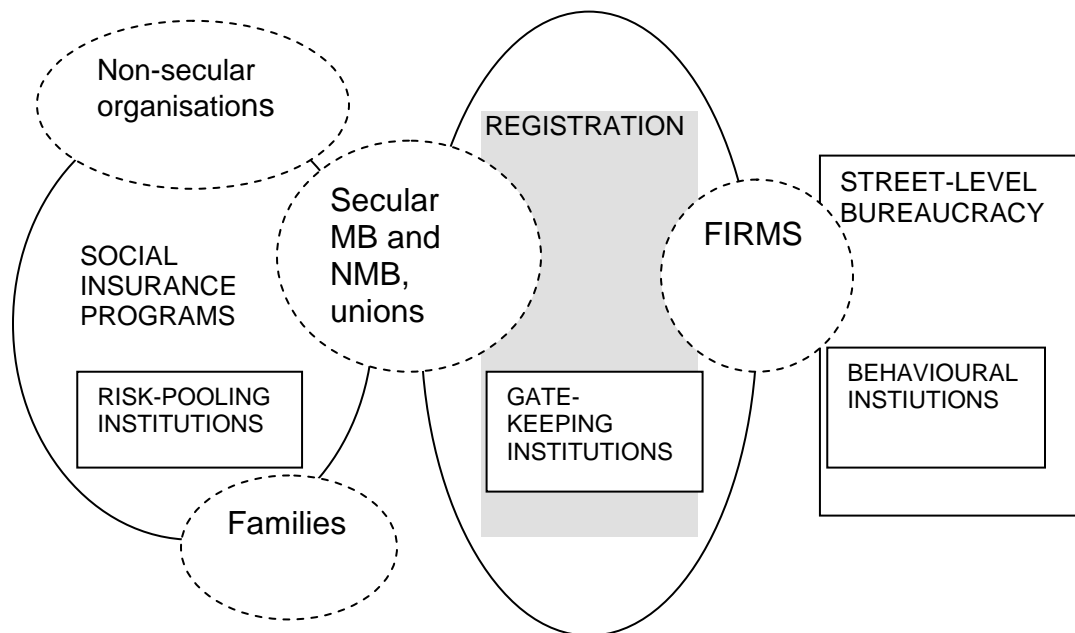 Non-secular
organisations
REGISTRATION
STREET-LEVEL
BUREAUCRACY
Secular
MB and
NMB,
unions
FIRMS
SOCIAL
INSURANCE
PROGRAMS
RISK-POOLING
INSTITUTIONS
GATE-
KEEPING
INSTITUTIONS
BEHAVIOURAL
INSTIUTIONS
Families